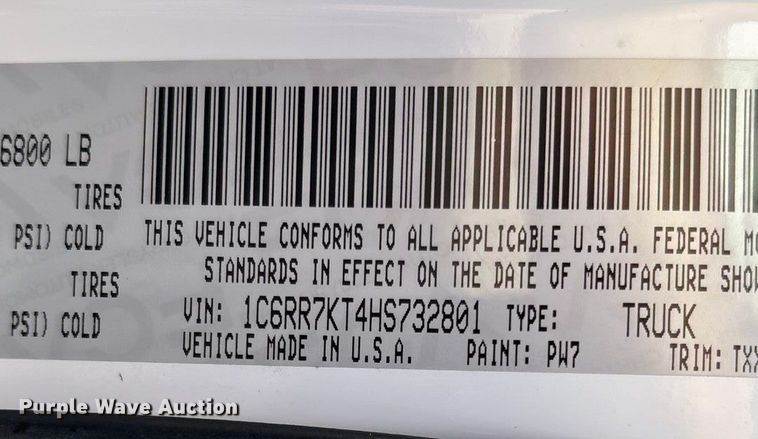 6800 LB
TIRES
PSI) COLD
THIS VEHICLE CONFORMS TO ALL APPLICABLE U.S.A. FEDERAL
TIRES
STANDARDS IN EFFECT ON THE DATE OF MANUFACTURE
PSI) COLD
VIN: 1C6RR7KT4HS732801 TYPE: TRUCK
VEHICLE MADE IN U.S.A. PAINT: PW7 TRIM:
Purple Wave Auction